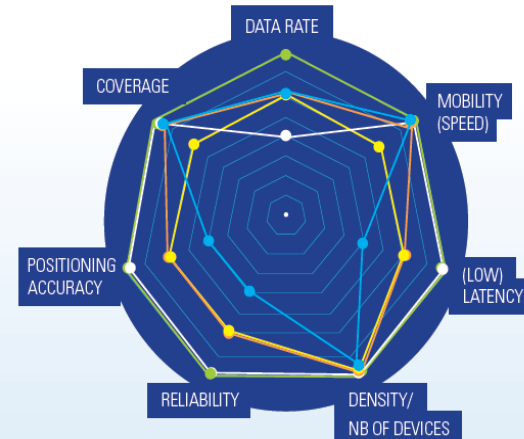 DATA RATE
COVERAGE
MOBILITY
(SPEED)
POSITIONING
ACCURACY
(LOW)
LATENCY
RELIABILITY
DENSITY/
NB OF DEVICES